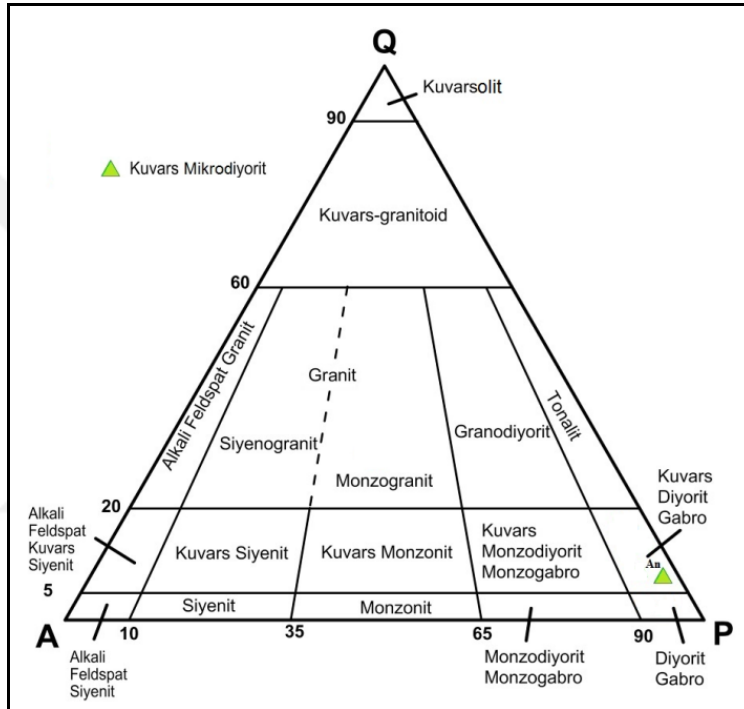 Q
Kuvarsolit
90
Kuvars Mikrodiyorit
Kuvars-granitoid
60
Alkali Feldspat Granit
Granit
Tonalit
Siyenogranit
Granodiyorit
Monzogranit
20
Kuvars
Diyorit
Gabro
Alkali
Feldspat
Kuvars
Siyenit
Kuvars Siyenit
Kuvars Monzonit
Kuvars
Monzodiyorit
Monzogabro
An
5
Siyenit
Monzonit
A
10
35
65
90
P
Alkali
Feldspat
Siyenit
Monzodiyorit
Monzogabro
Diyorit
Gabro